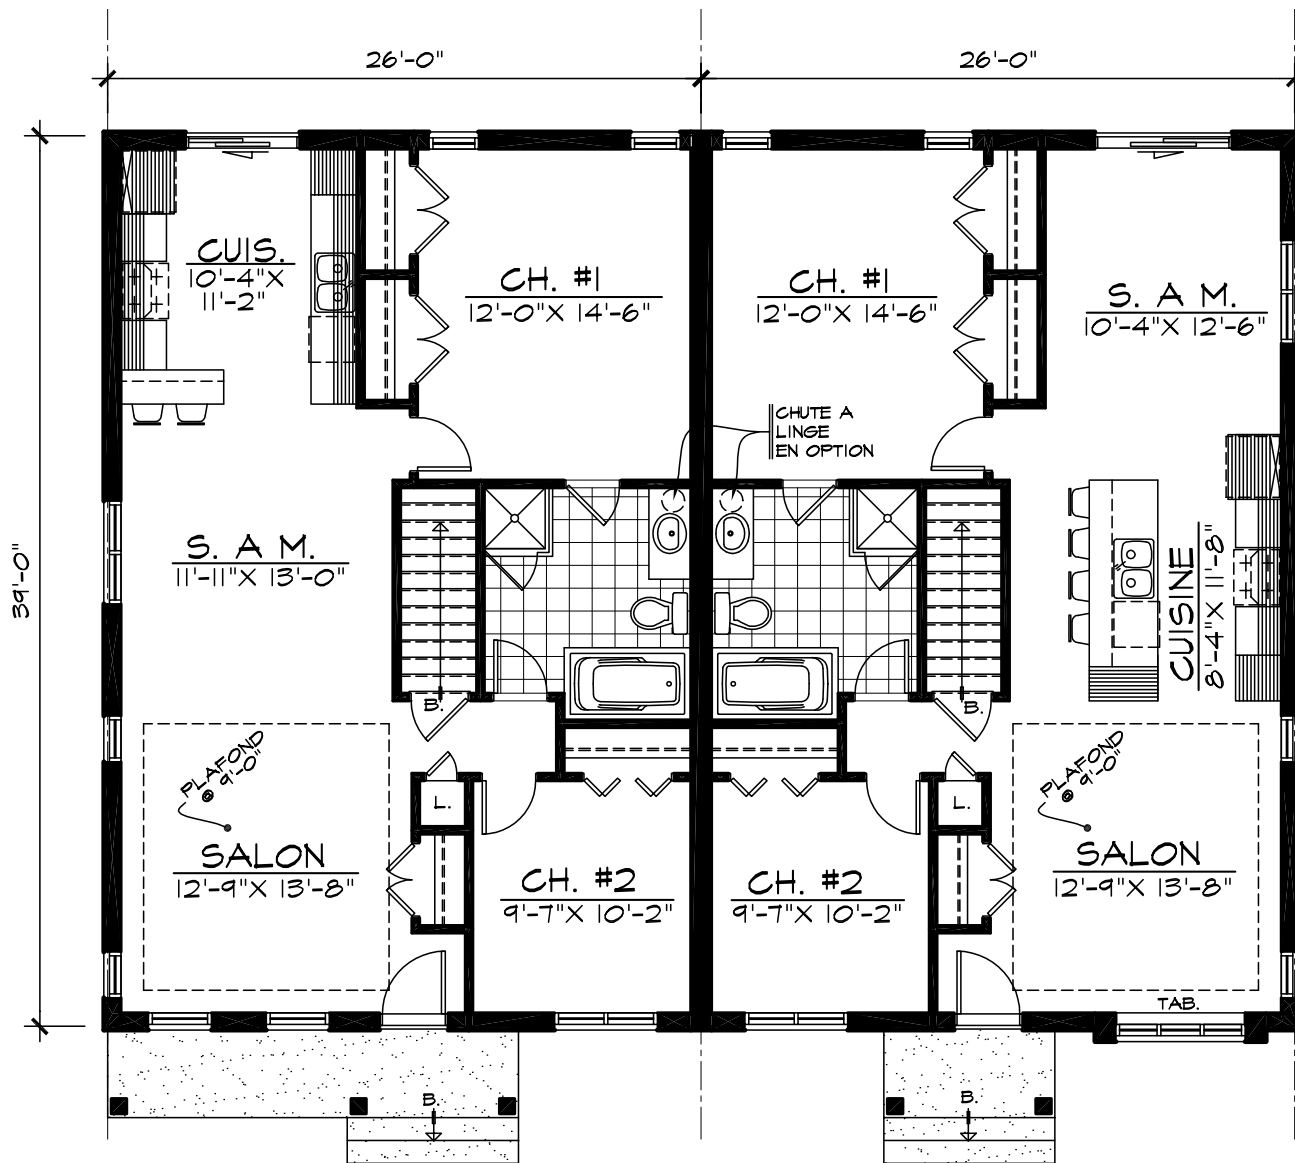 26'-0"
26'-0"
39'-0"
CUIS.
10'-4"X
11'-2"
CH. #1
12'-0"X 14'-6"
CH. #1
12'-0"X 14'-6"
S. A M.
10'-4"X 12'-6"
CHUTE A
LINGE
EN OPTION
S. A M.
11'-11"X 13'-0"
CUISINE
8'-4"X 11'-8"
B.
B.
PLAFOND
@ 9'-0"
PLAFOND
@ 9'-0"
L.
L.
SALON
12'-9"X 13'-8"
CH. #2
9'-7"X 10'-2"
CH. #2
9'-7"X 10'-2"
SALON
12'-9"X 13'-8"
TAB.
B.
B.